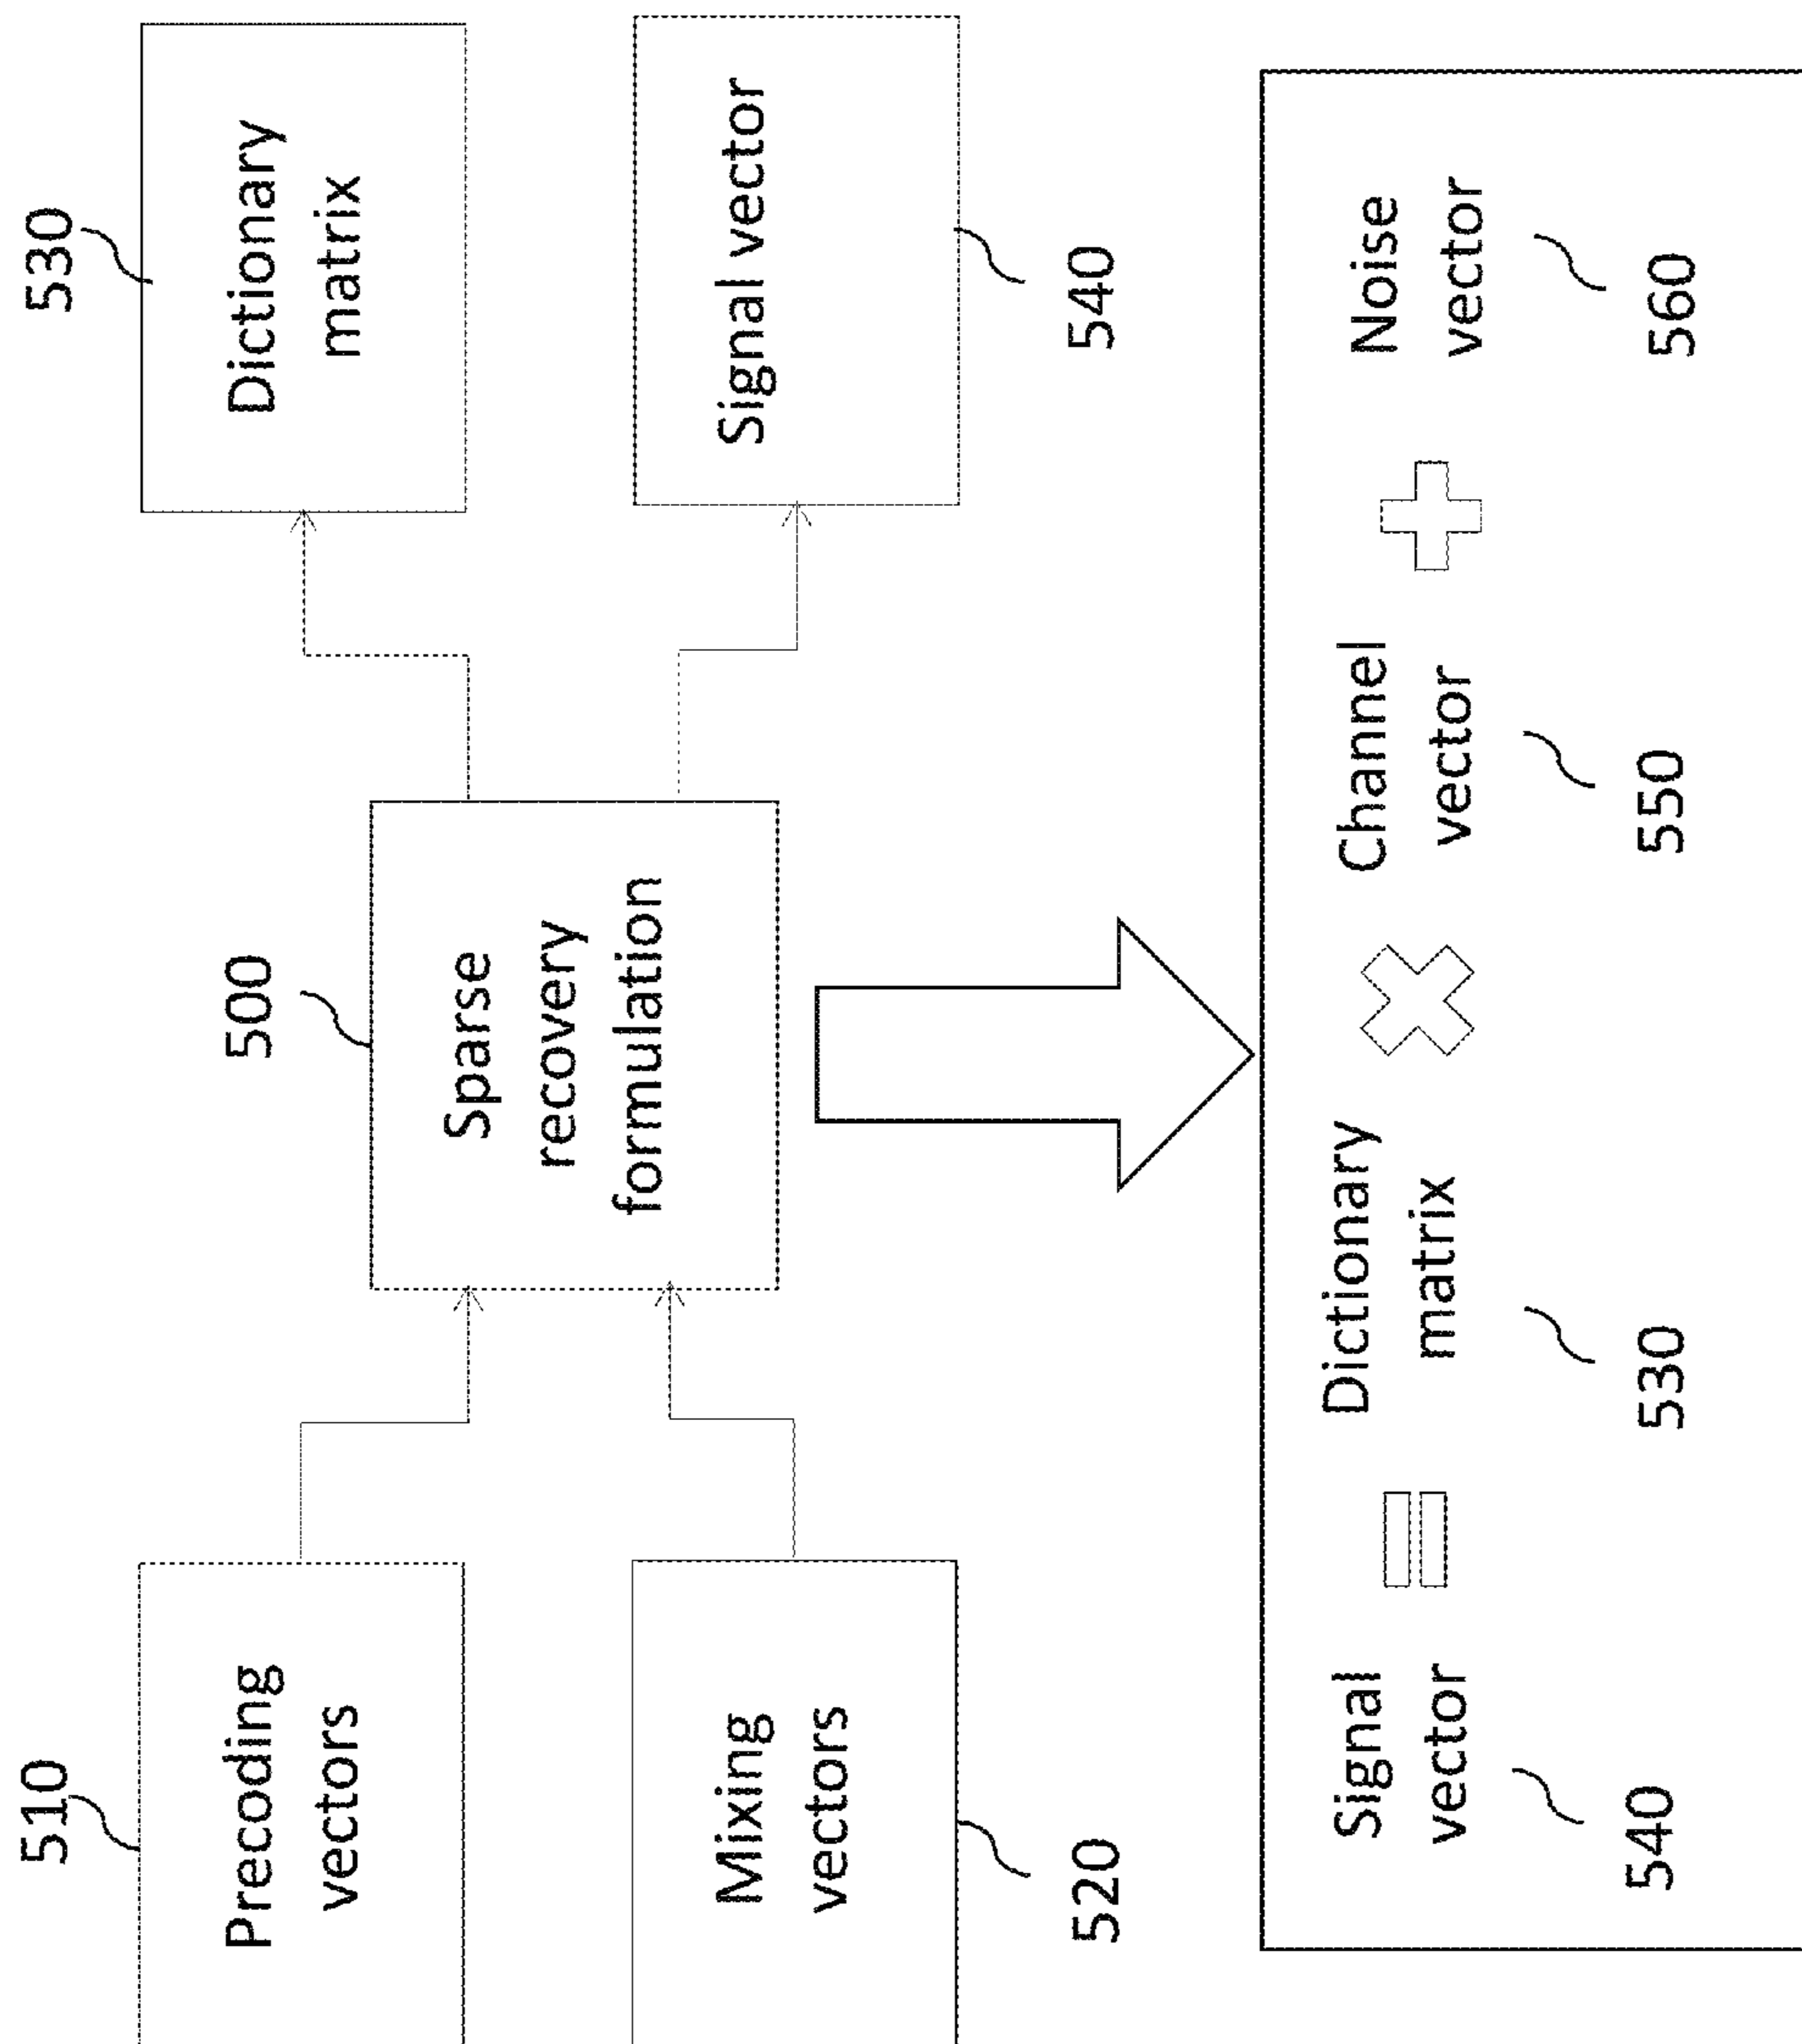 510
Precoding
vectors
Mixing
vectors
520
500
Sparse
recovery
formulation
530
Dictionary
matrix
Signal vector
540
Signal
vector
540
=
Dictionary
matrix
530
×
Channel
vector
550
+
Noise
vector
560